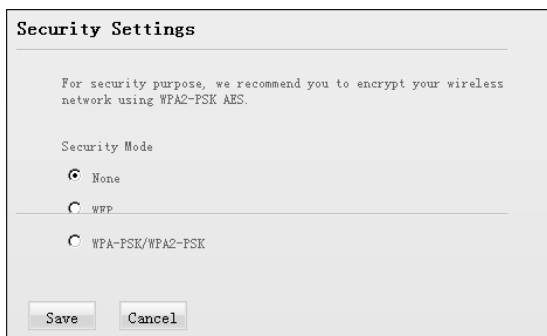 Security Settings
For security purpose, we recommend you to encrypt your wireless
network using WPA2-PSK AES.
Security Mode
None
WEP
WPA-PSK/WPA2-PSK
Save Cancel